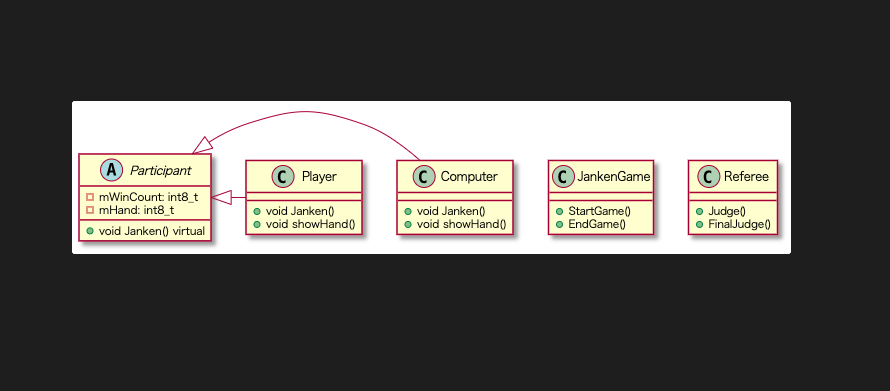 A Participant
mWinCount: int8_t
mHand: int8_t
void Janken() virtual
C Player
void Janken()
void showHand()
C Computer
void Janken()
void showHand()
C JankenGame
StartGame()
EndGame()
C Referee
Judge()
FinalJudge()